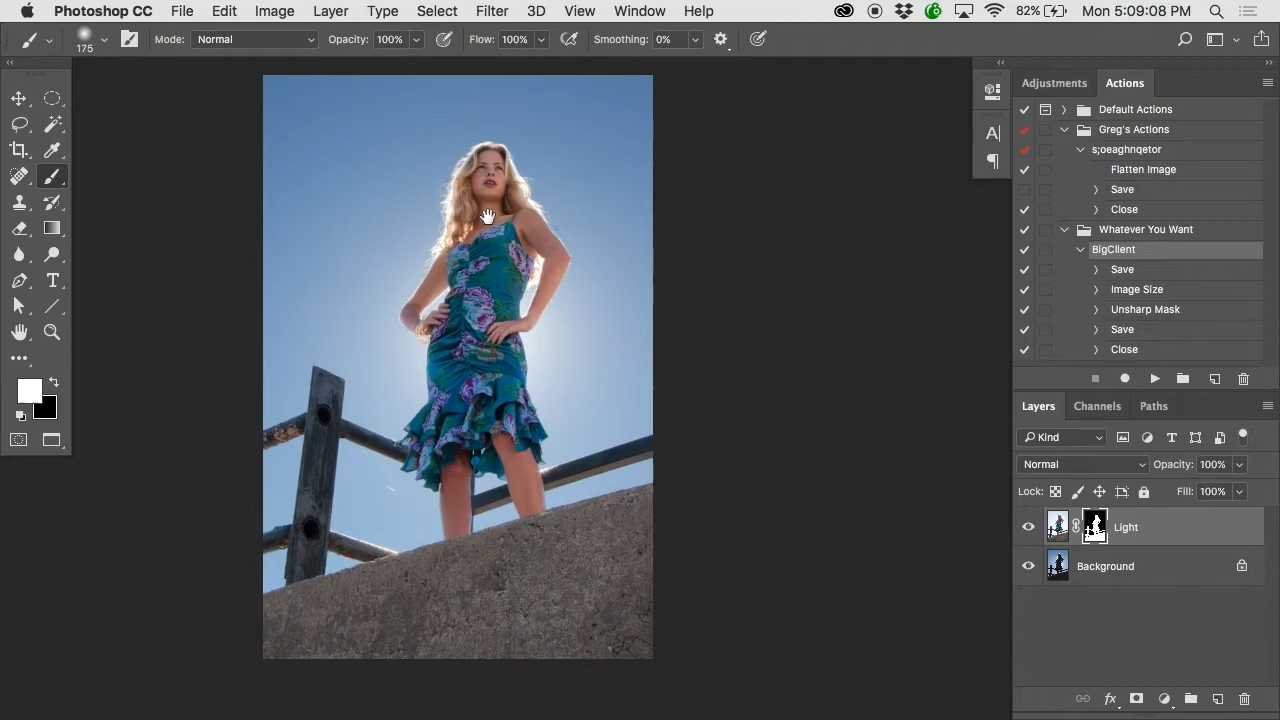 Photoshop CC File Edit Image Layer Type Select Filter 3D View Window Help 82% Mon 5:09:08 PM
175 Mode: Normal Opacity: 100% Flow: 100% Smoothing: 0%
Adjustments Actions
Default Actions
Greg's Actions
s;oeaghnqetor
Flatten Image
Save
Close
Whatever You Want
BigClient
Save
Image Size
Unsharp Mask
Save
Close
Layers Channels Paths
Kind
Normal Opacity: 100%
Lock: Fill: 100%
Light
Background